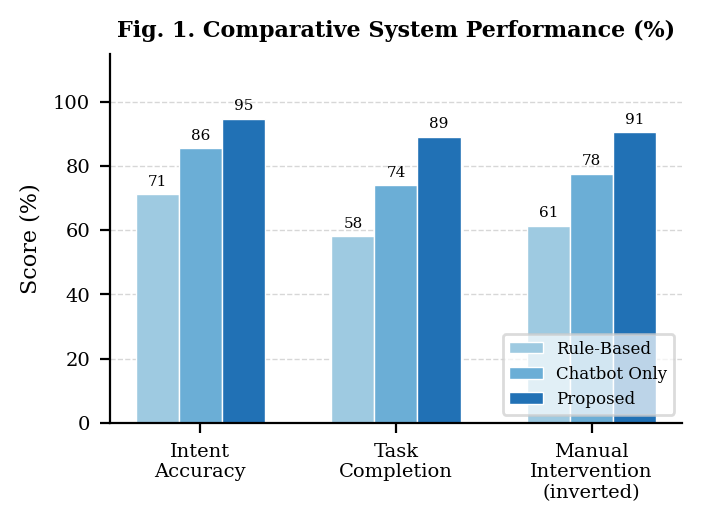 Fig. 1. Comparative System Performance (%)
Score (%)
100
80
60
40
20
0
71
86
95
58
74
89
61
78
91
Rule-Based
Chatbot Only
Proposed
Intent
Accuracy
Task
Completion
Manual
Intervention
(inverted)